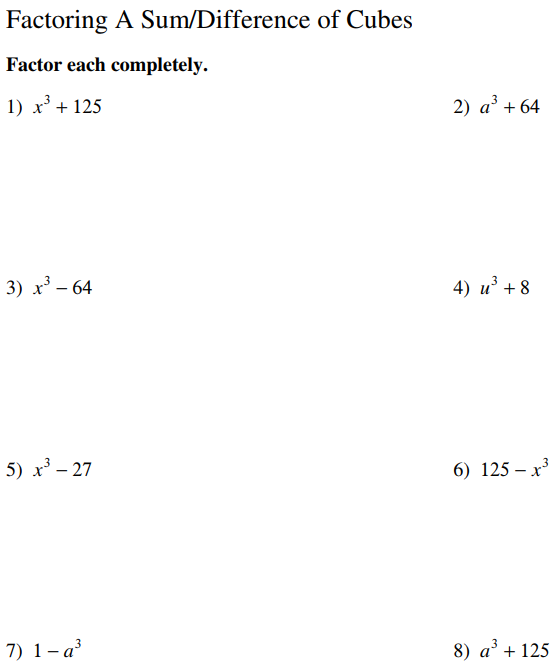 Factoring A Sum/Difference of Cubes
Factor each completely.
1) x³ + 125
2) a³ + 64
3) x³ − 64
4) u³ + 8
5) x³ − 27
6) 125 − x³
7) 1 − a³
8) a³ + 125